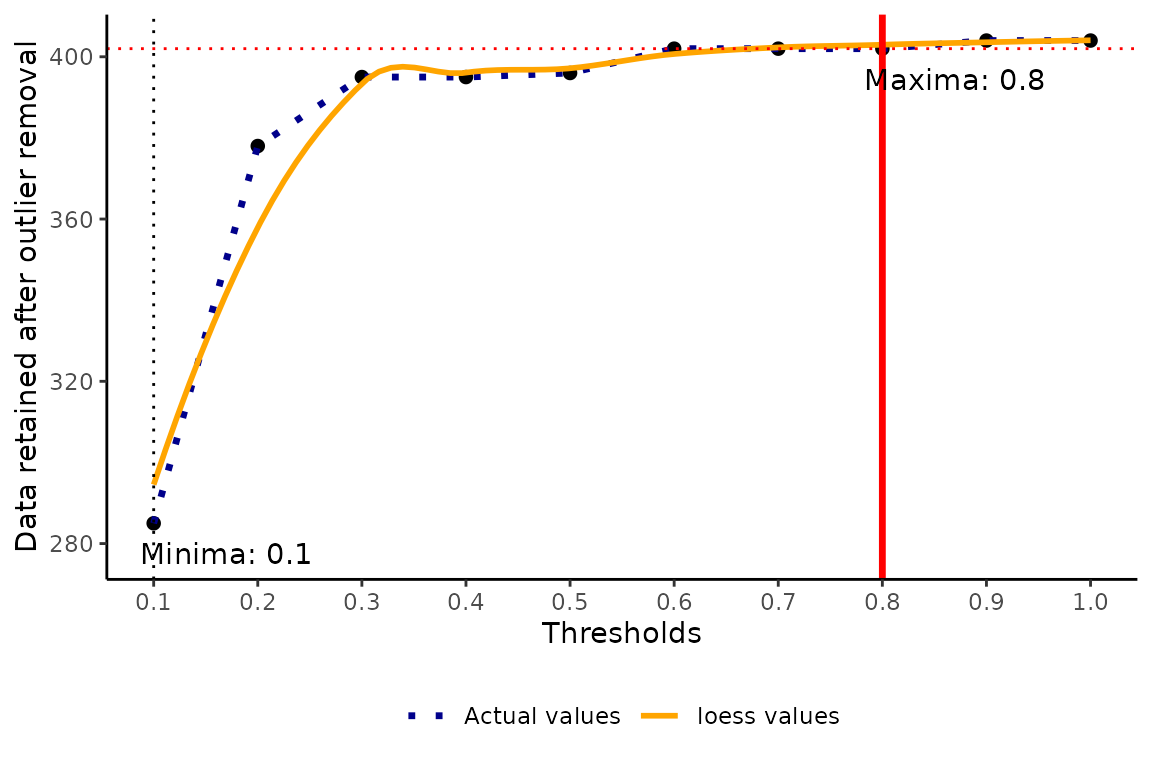 Data retained after outlier removal
400
360
320
280
Maxima: 0.8
Minima: 0.1
0.1 0.2 0.3 0.4 0.5 0.6 0.7 0.8 0.9 1.0
Thresholds
Actual values loess values